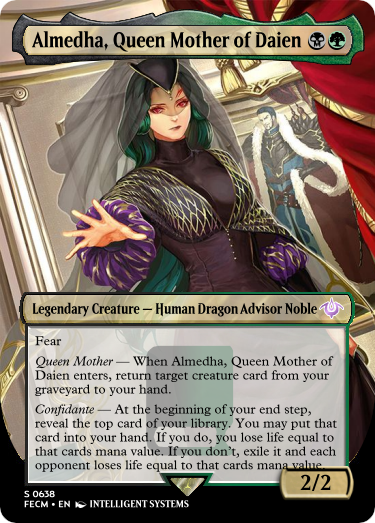 Almedha, Queen Mother of Daien
Legendary Creature — Human Dragon Advisor Noble
Fear
Queen Mother — When Almedha, Queen Mother of
Daien enters, return target creature card from your
graveyard to your hand.
Confidante — At the beginning of your end step,
reveal the top card of your library. You may put that
card into your hand. If you do, you lose life equal to
that cards mana value. If you don't, exile it and each
opponent loses life equal to that cards mana value.
2/2
S 0638
FECM • EN INTELLIGENT SYSTEMS